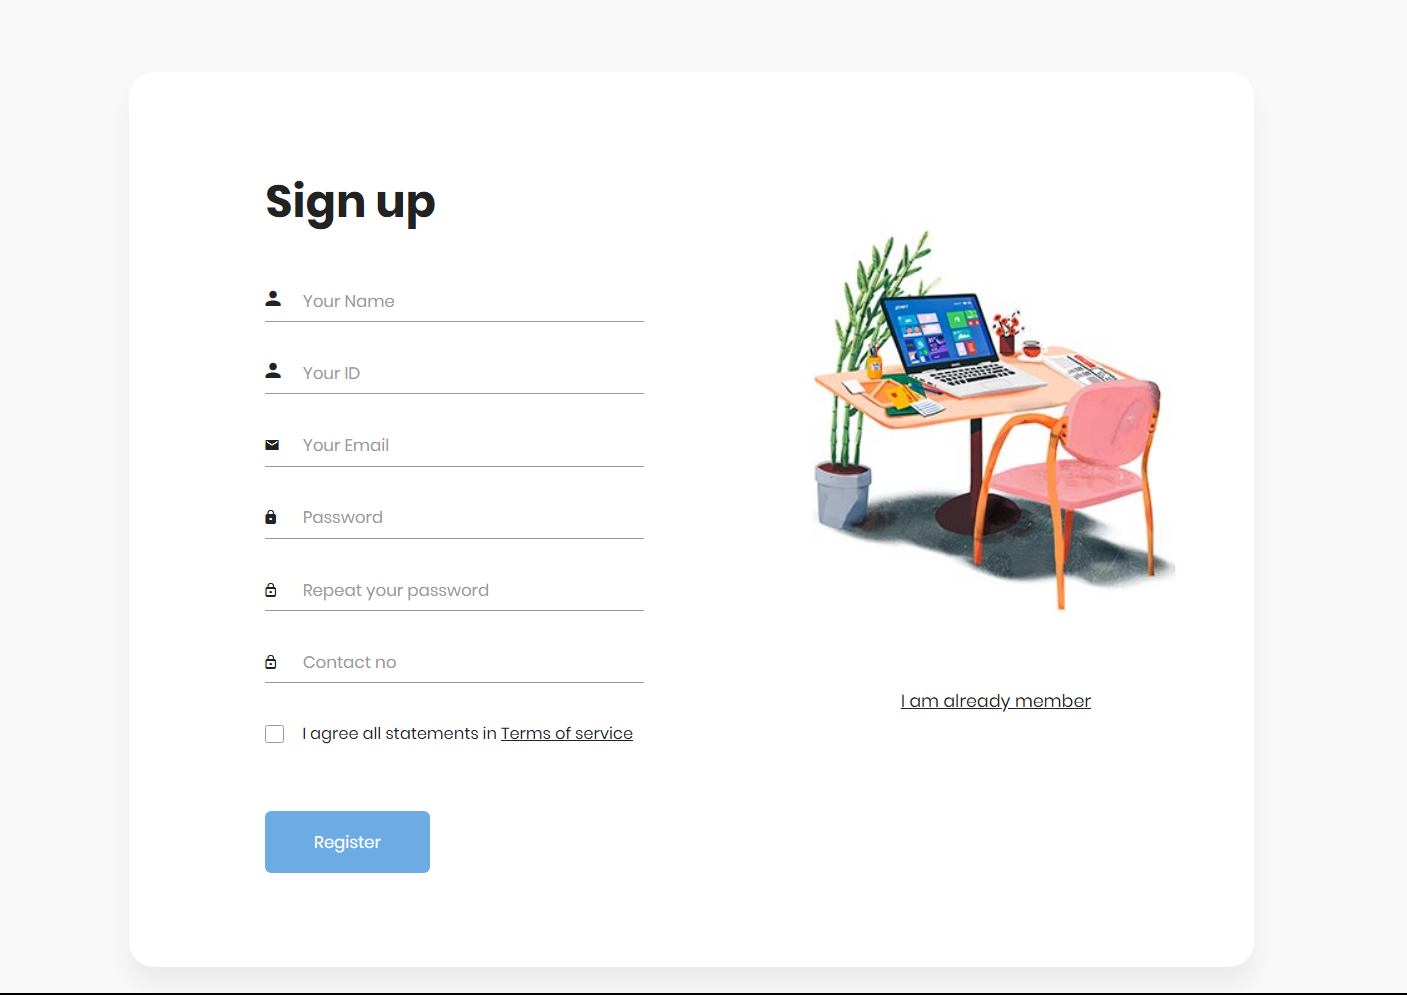 Sign up
Your Name
Your ID
Your Email
Password
Repeat your password
Contact no
I agree all statements in Terms of service
Register
I am already member